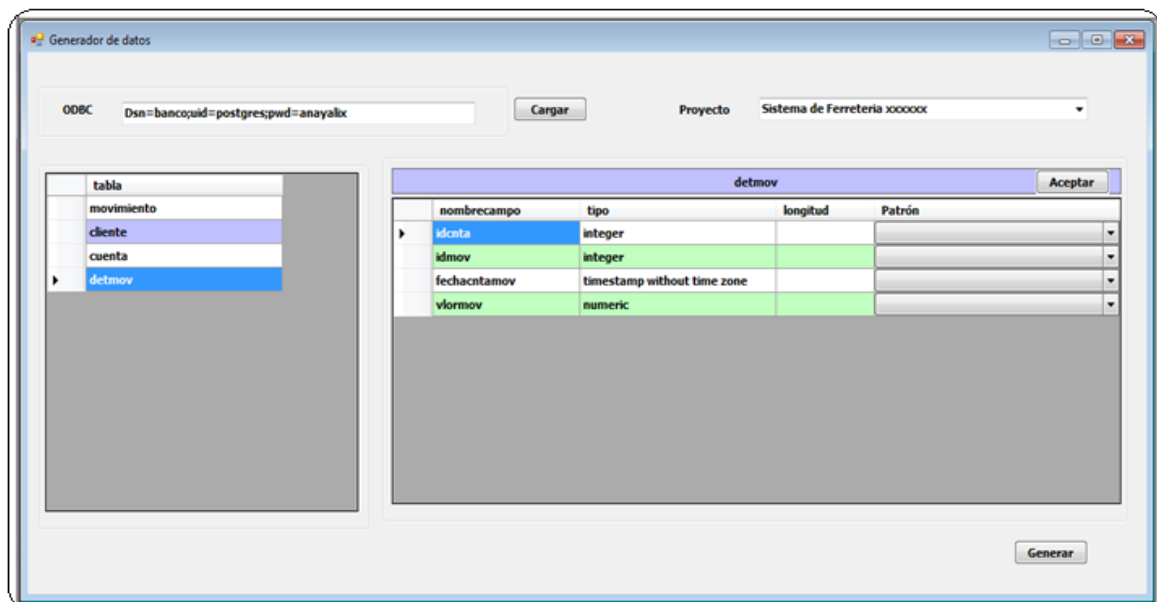 Generador de datos
ODBC Dsn=banco;uid=postgres;pwd=anayalix Cargar Proyecto Sistema de Ferreteria xxxxxx
tabla
movimiento
cliente
cuenta
detmov
detmov Aceptar
nombrecampo tipo longitud Patrón
idcnta integer
idmov integer
fechacntamov timestamp without time zone
vlormov numeric
Generar